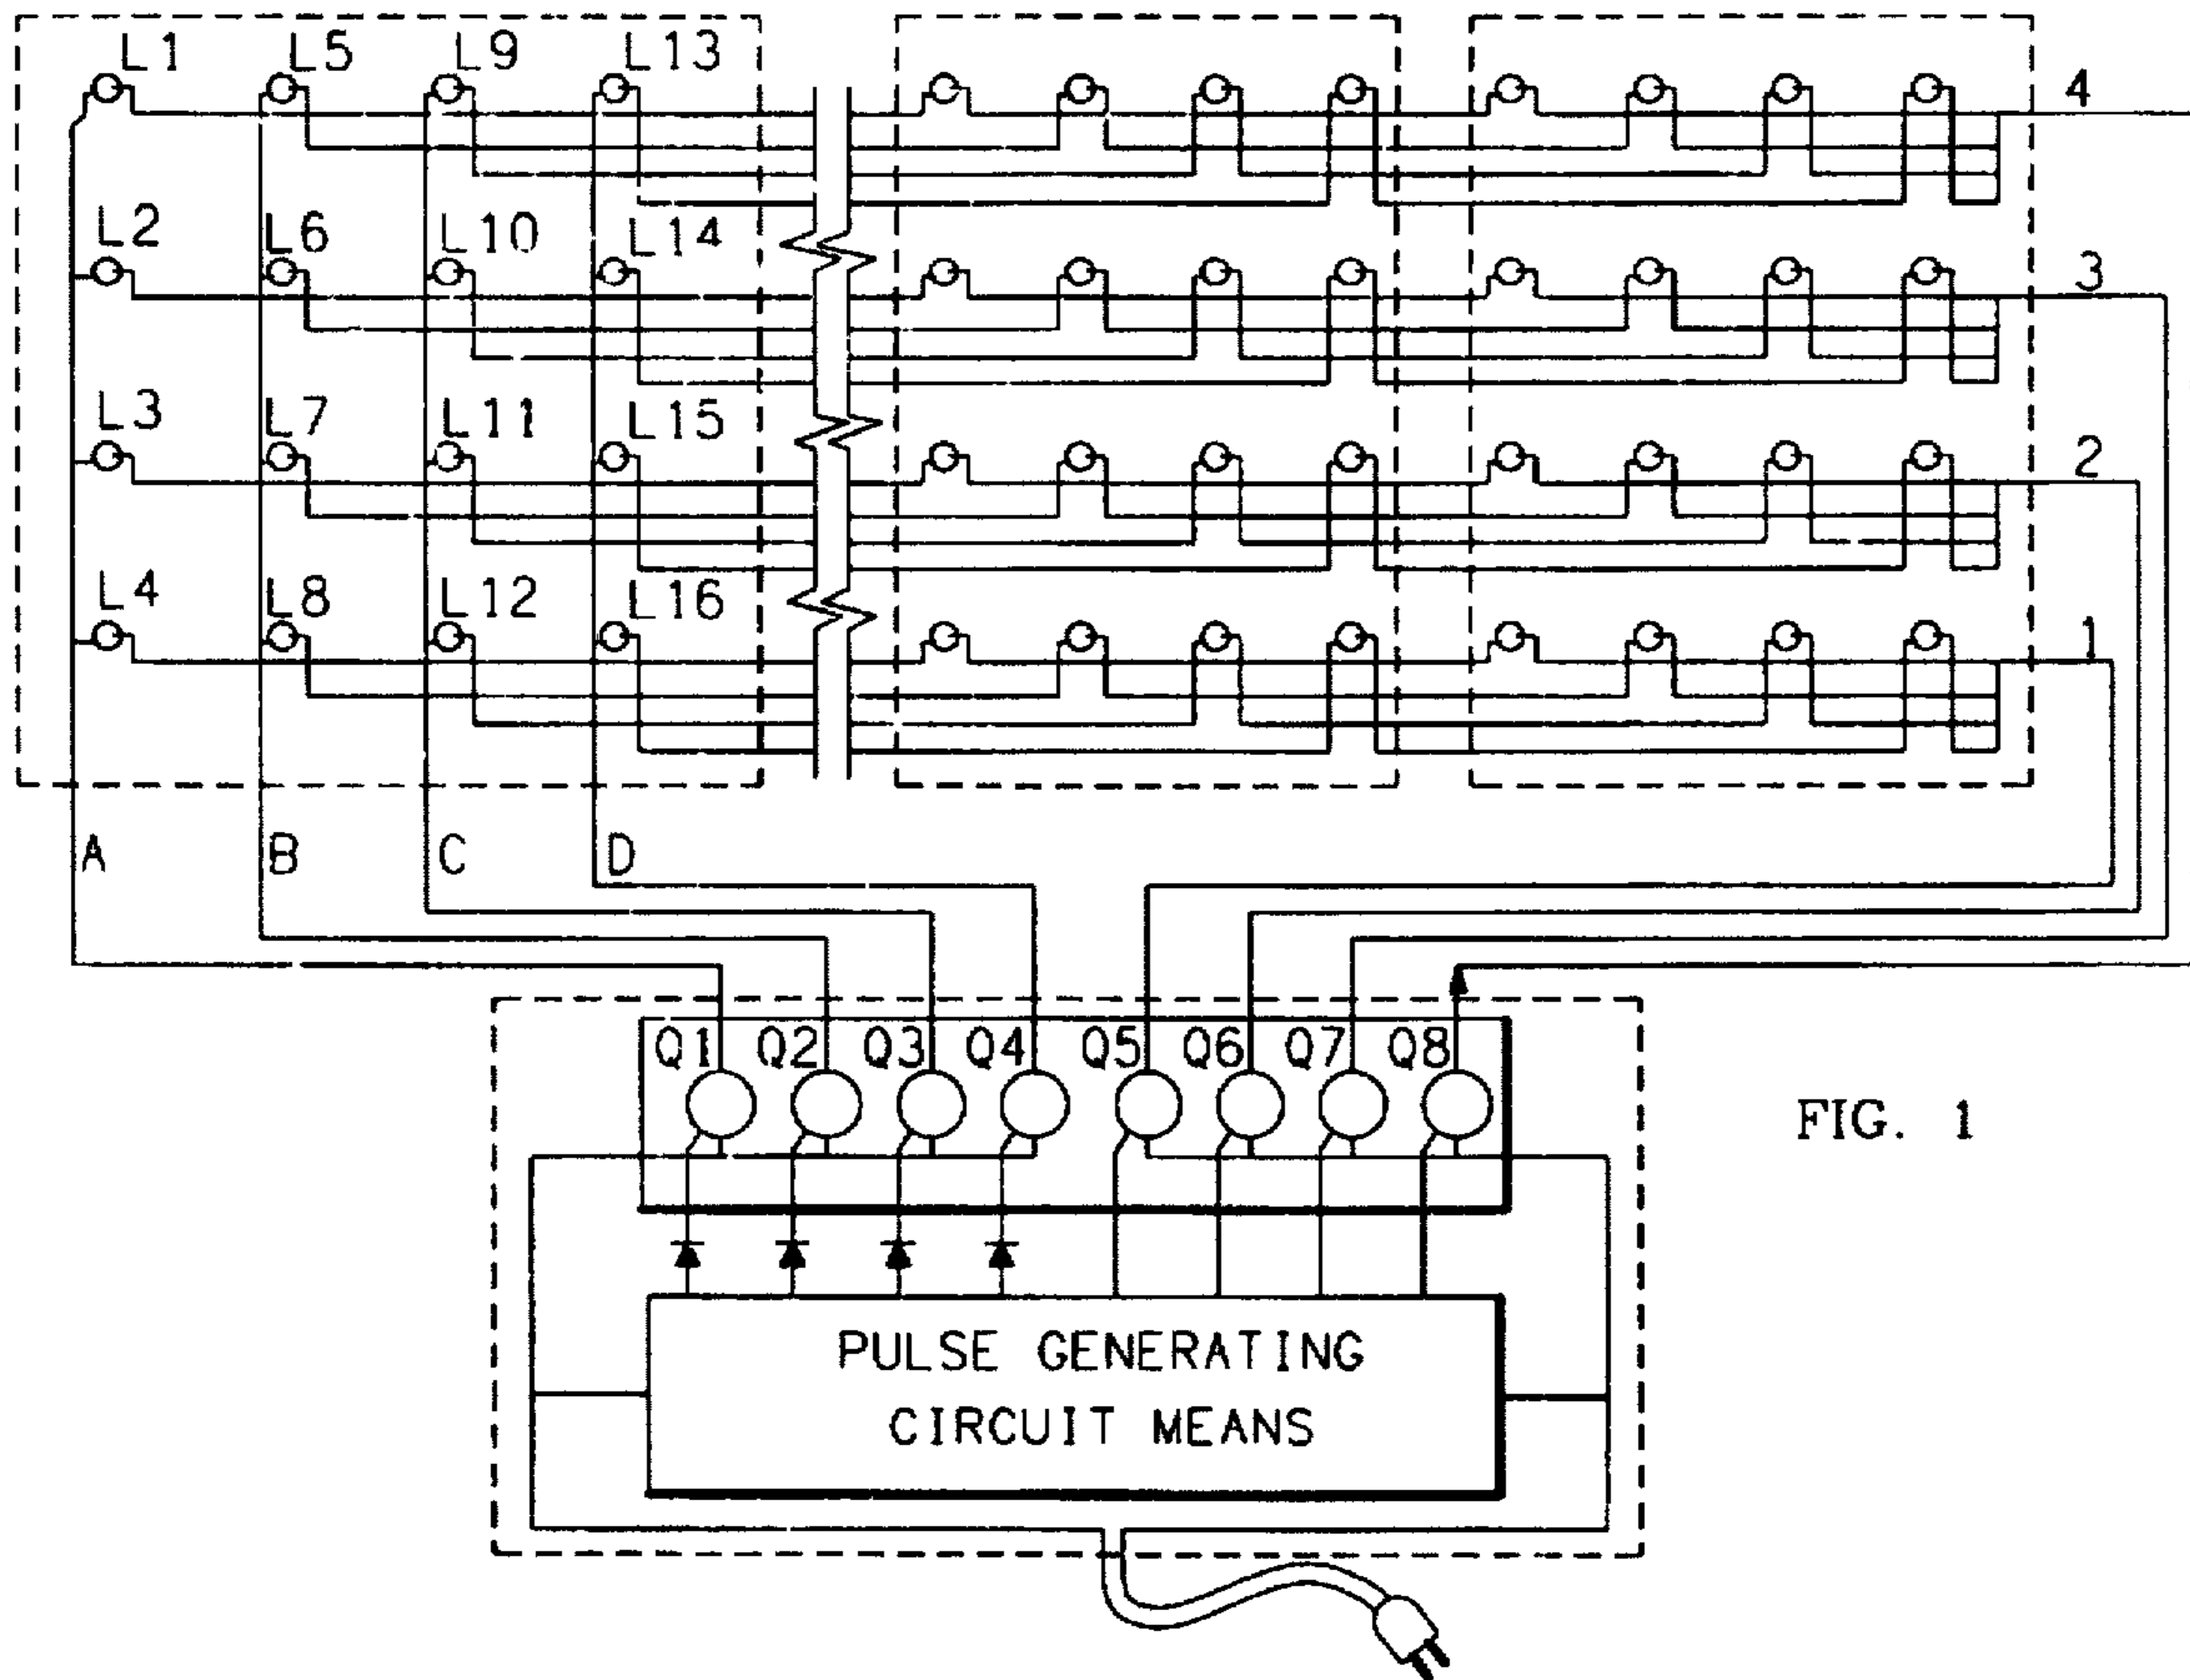 L1 L5 L9 L13 4
L2 L6 L10 L14 3
L3 L7 L11 L15 2
L4 L8 L12 L16 1
A B C D
Q1 Q2 Q3 Q4 Q5 Q6 Q7 Q8
FIG. 1
PULSE GENERATING
CIRCUIT MEANS